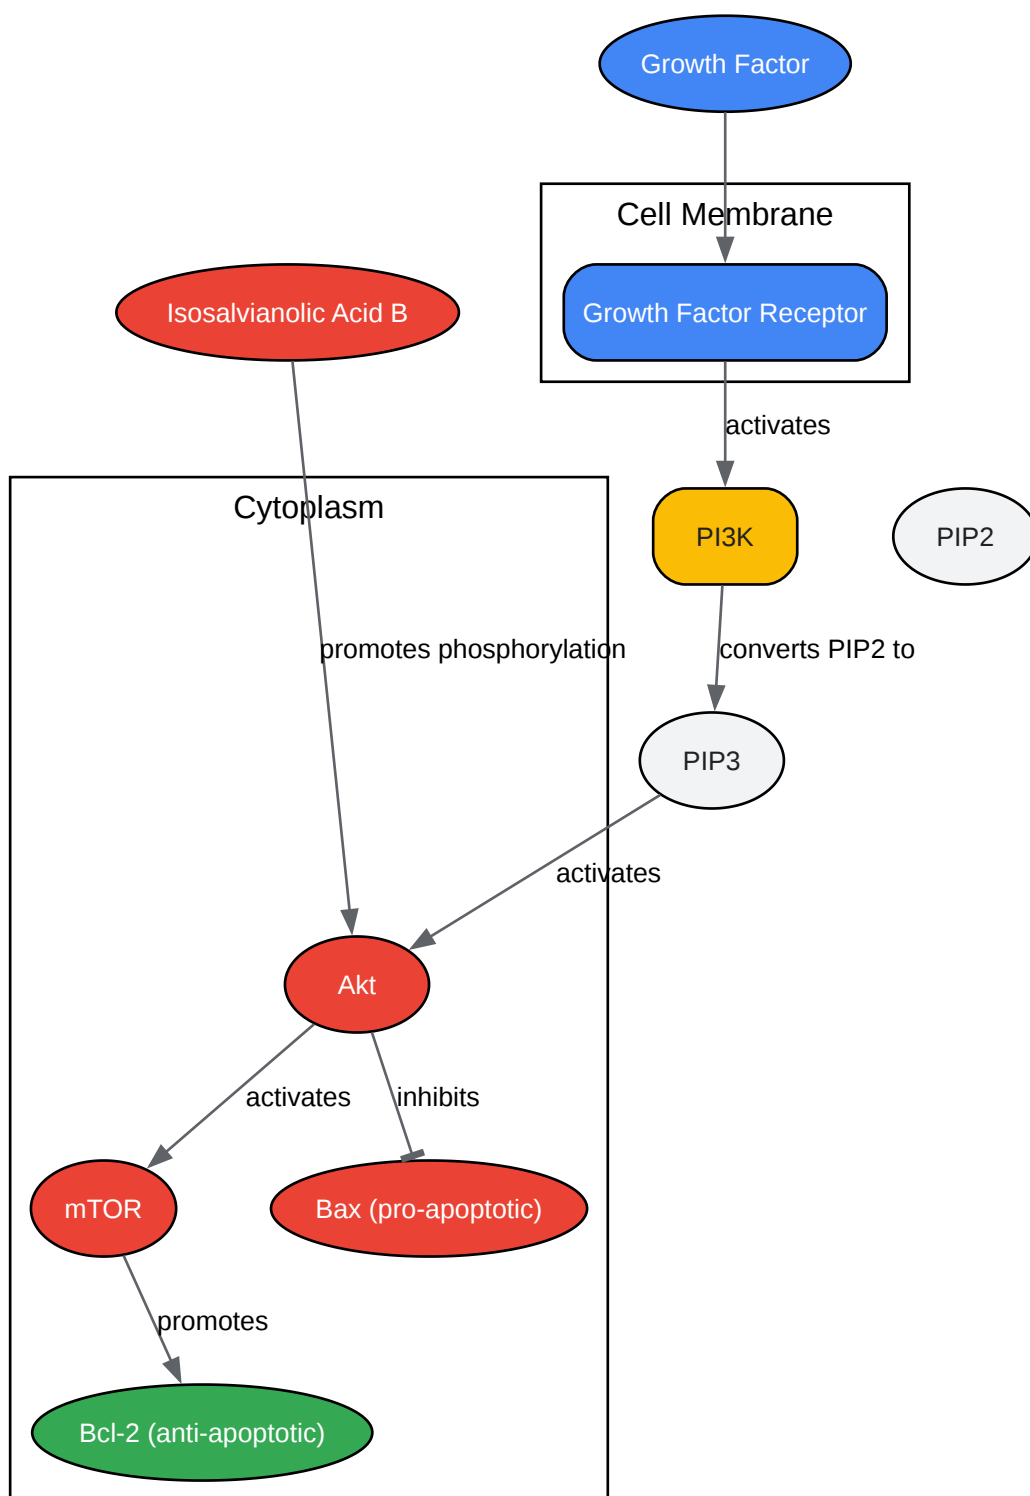 Growth Factor
Cell Membrane
Isosalvianolic Acid B
Growth Factor Receptor
activates
Cytoplasm
PI3K
PIP2
promotes phosphorylation
converts PIP2 to
PIP3
activates
Akt
activates
inhibits
mTOR
Bax (pro-apoptotic)
promotes
Bcl-2 (anti-apoptotic)